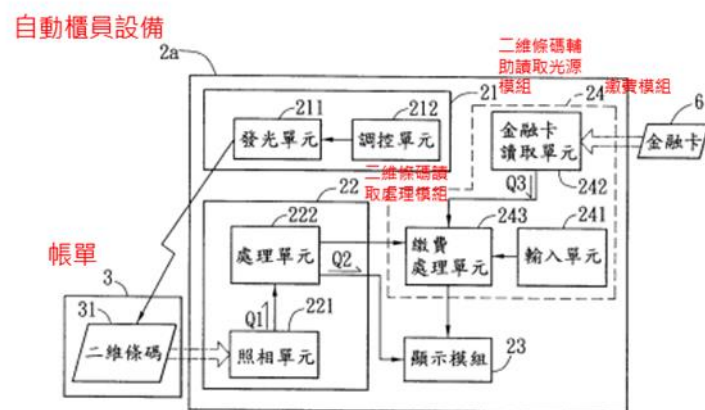 自動櫃員設備
2a
二維條碼輔
助讀取光源
模組
繳費模組
21
24
6
211
212
發光單元
調控單元
金融卡
讀取單元
金融卡
242
二維條碼讀
取處理模組
Q3
22
222
243
241
處理單元
繳費
處理單元
輸入單元
Q2
帳單
3
31
Q1
221
二維條碼
照相單元
顯示模組
23